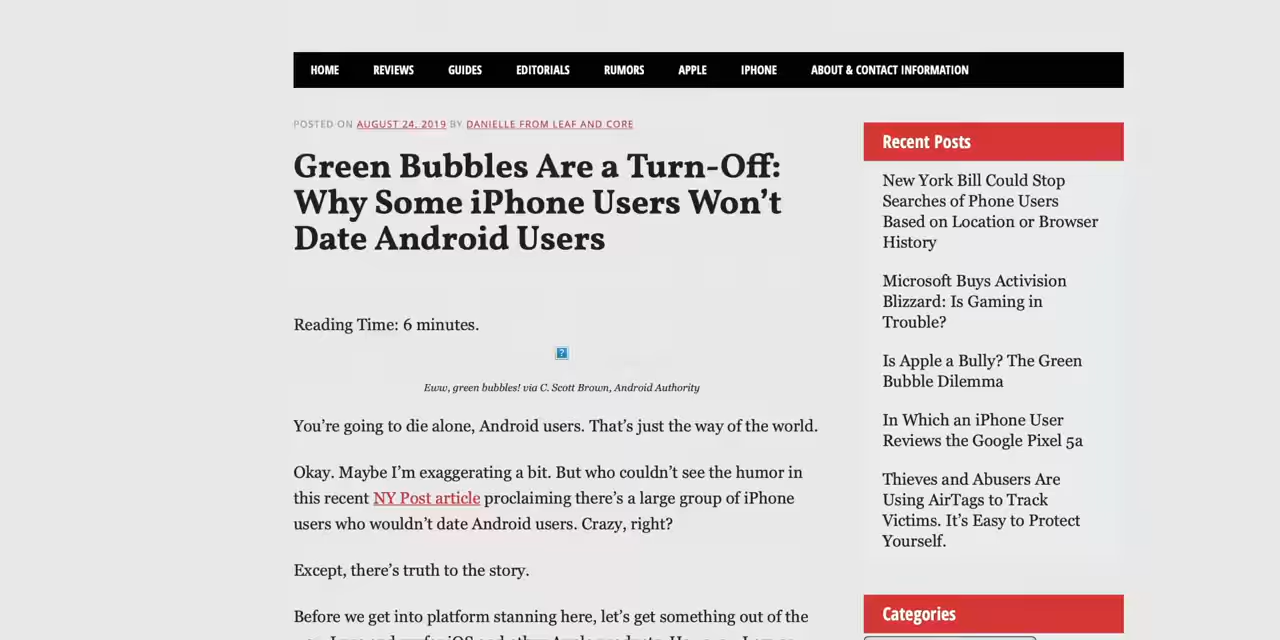 HOME REVIEWS GUIDES EDITORIALS RUMORS APPLE IPHONE ABOUT & CONTACT INFORMATION
POSTED ON AUGUST 24, 2019 BY DANIELLE FROM LEAF AND CORE
Green Bubbles Are a Turn-Off:
Why Some iPhone Users Won’t
Date Android Users
Reading Time: 6 minutes.
?
Eww, green bubbles! via C. Scott Brown, Android Authority
You’re going to die alone, Android users. That’s just the way of the world.
Okay. Maybe I’m exaggerating a bit. But who couldn’t see the humor in
this recent NY Post article proclaiming there’s a large group of iPhone
users who wouldn’t date Android users. Crazy, right?
Except, there’s truth to the story.
Before we get into platform stanning here, let’s get something out of the
Recent Posts
New York Bill Could Stop
Searches of Phone Users
Based on Location or Browser
History
Microsoft Buys Activision
Blizzard: Is Gaming in
Trouble?
Is Apple a Bully? The Green
Bubble Dilemma
In Which an iPhone User
Reviews the Google Pixel 5a
Thieves and Abusers Are
Using AirTags to Track
Victims. It’s Easy to Protect
Yourself.
Categories